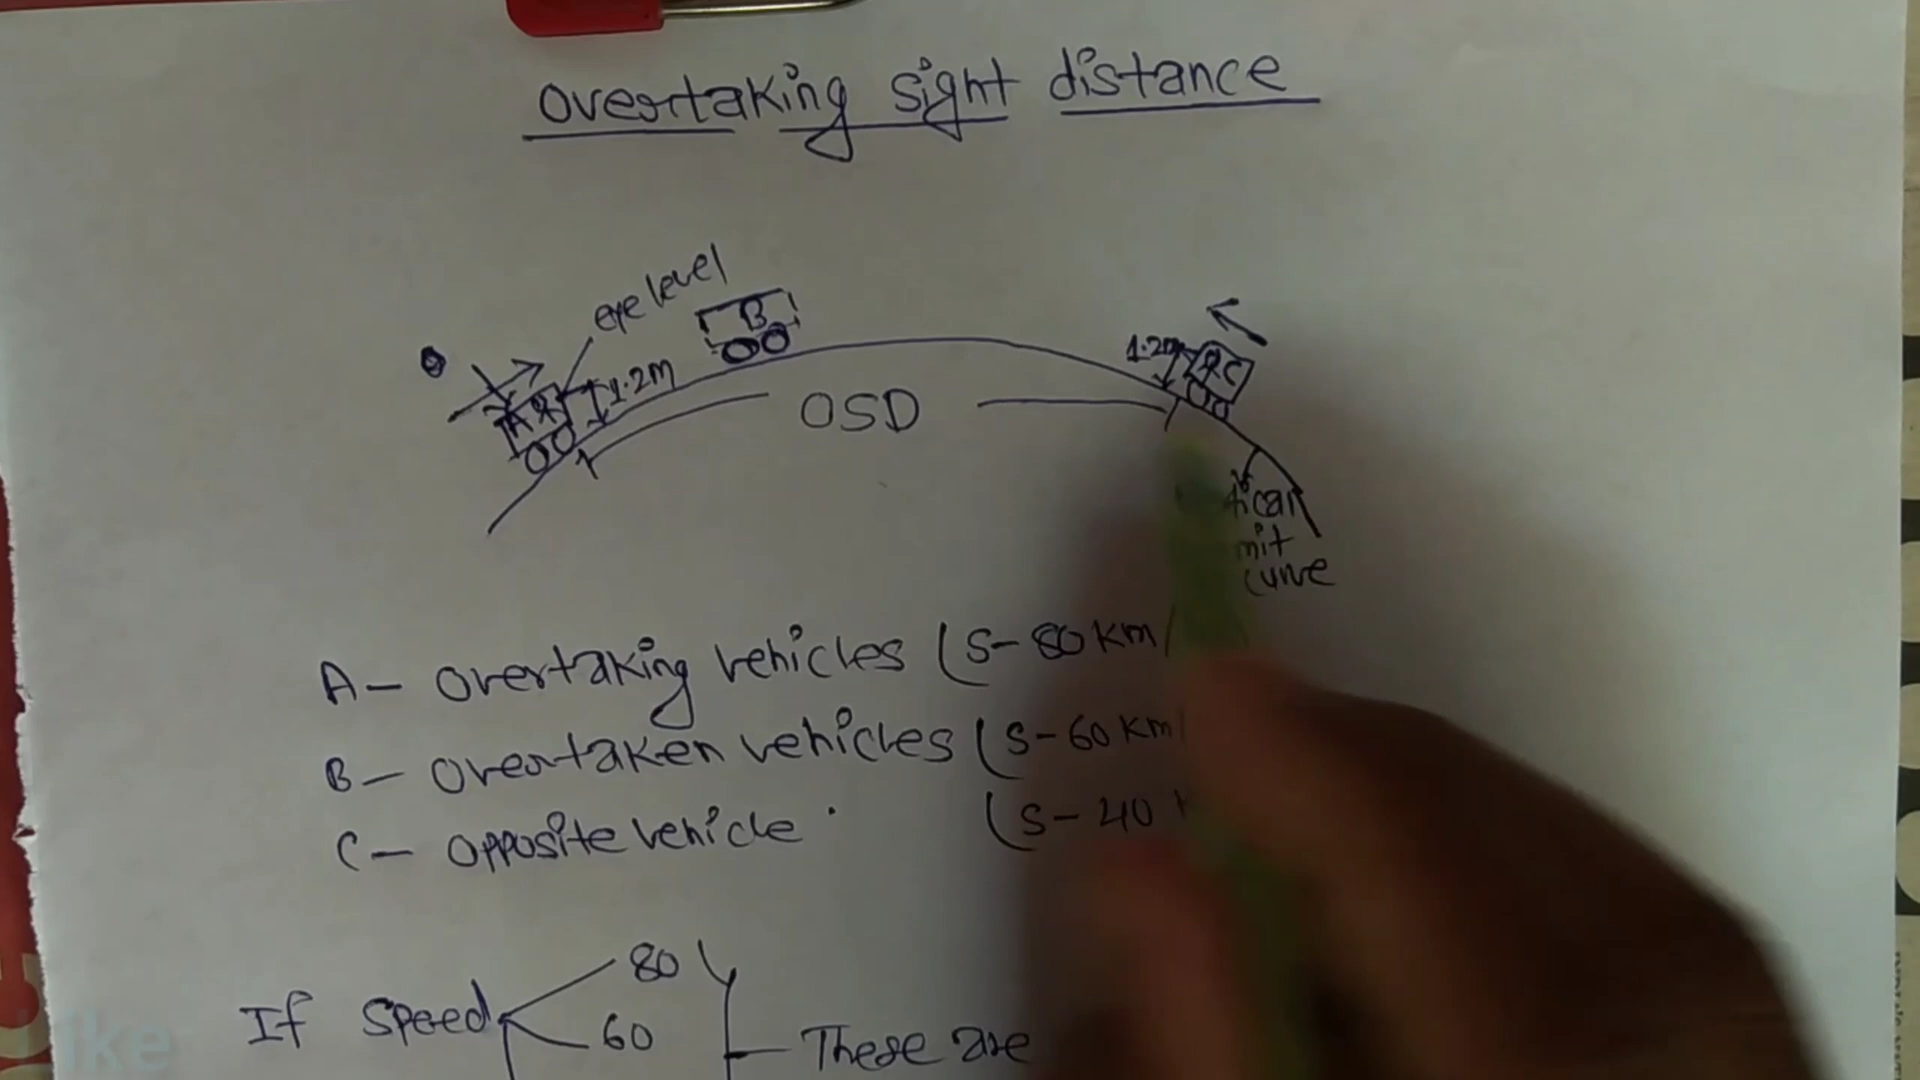 Overtaking sight distance
eye level
B
A
1.2m
1.2m
C
OSD
curve
A- Overtaking vehicles (S-80 km/
B- Overtaken vehicles (S-60 km/
C- Opposite vehicle (S- 40
If speed
80
60
These are